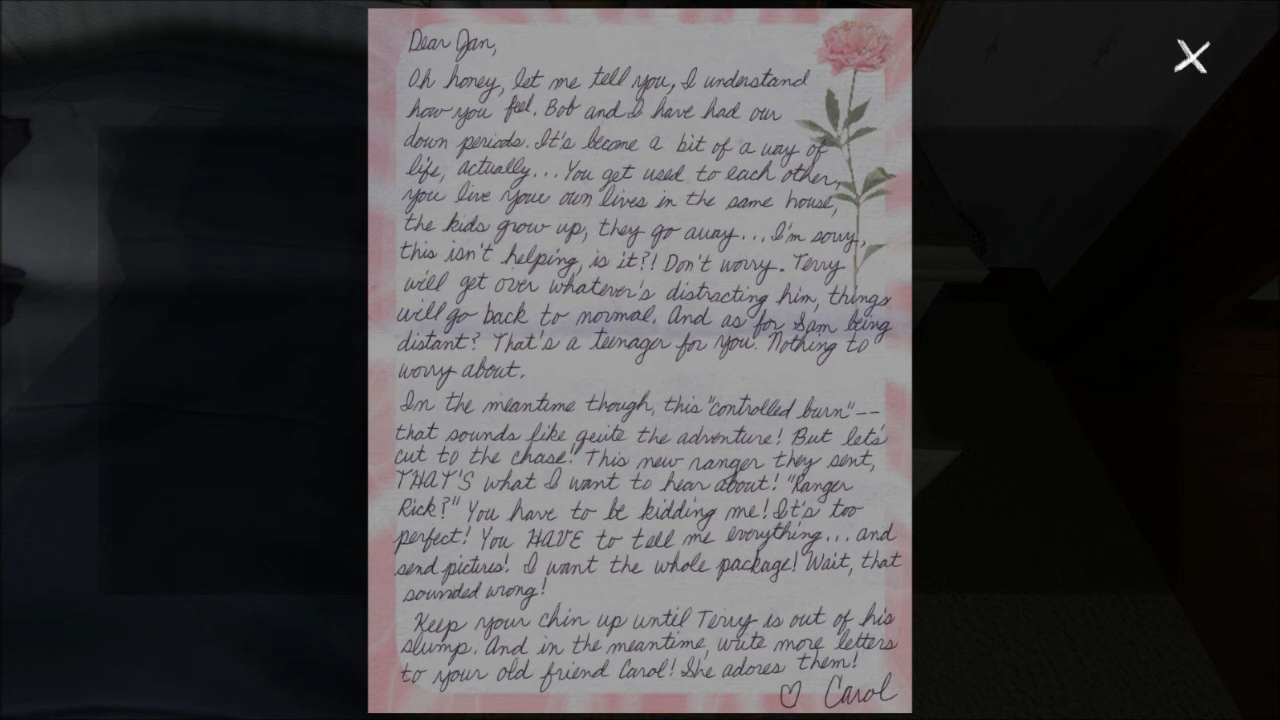 Dear Jan,
Oh honey, let me tell you, I understand
how you feel. Bob and I have had our
down periods. It's become a bit of a way of
life, actually... You get used to each other,
you live your own lives in the same house,
the kids grow up, they go away... I'm sorry,
this isn't helping, is it?! Don't worry. Terry
will get over whatever's distracting him, things
will go back to normal. And as for Sam being
distant? That's a teenager for you. Nothing to
worry about.
In the meantime though, this "controlled burn"--
that sounds like quite the adventure! But let's
cut to the chase! This new ranger they sent,
THAT'S what I want to hear about! "Ranger
Rick?" You have to be kidding me! It's too
perfect! You HAVE to tell me everything... and
send pictures! I want the whole package! Wait, that
sounded wrong!
Keep your chin up until Terry is out of his
slump. And in the meantime, write more letters
to your old friend Carol! She adores them!
♡ Carol